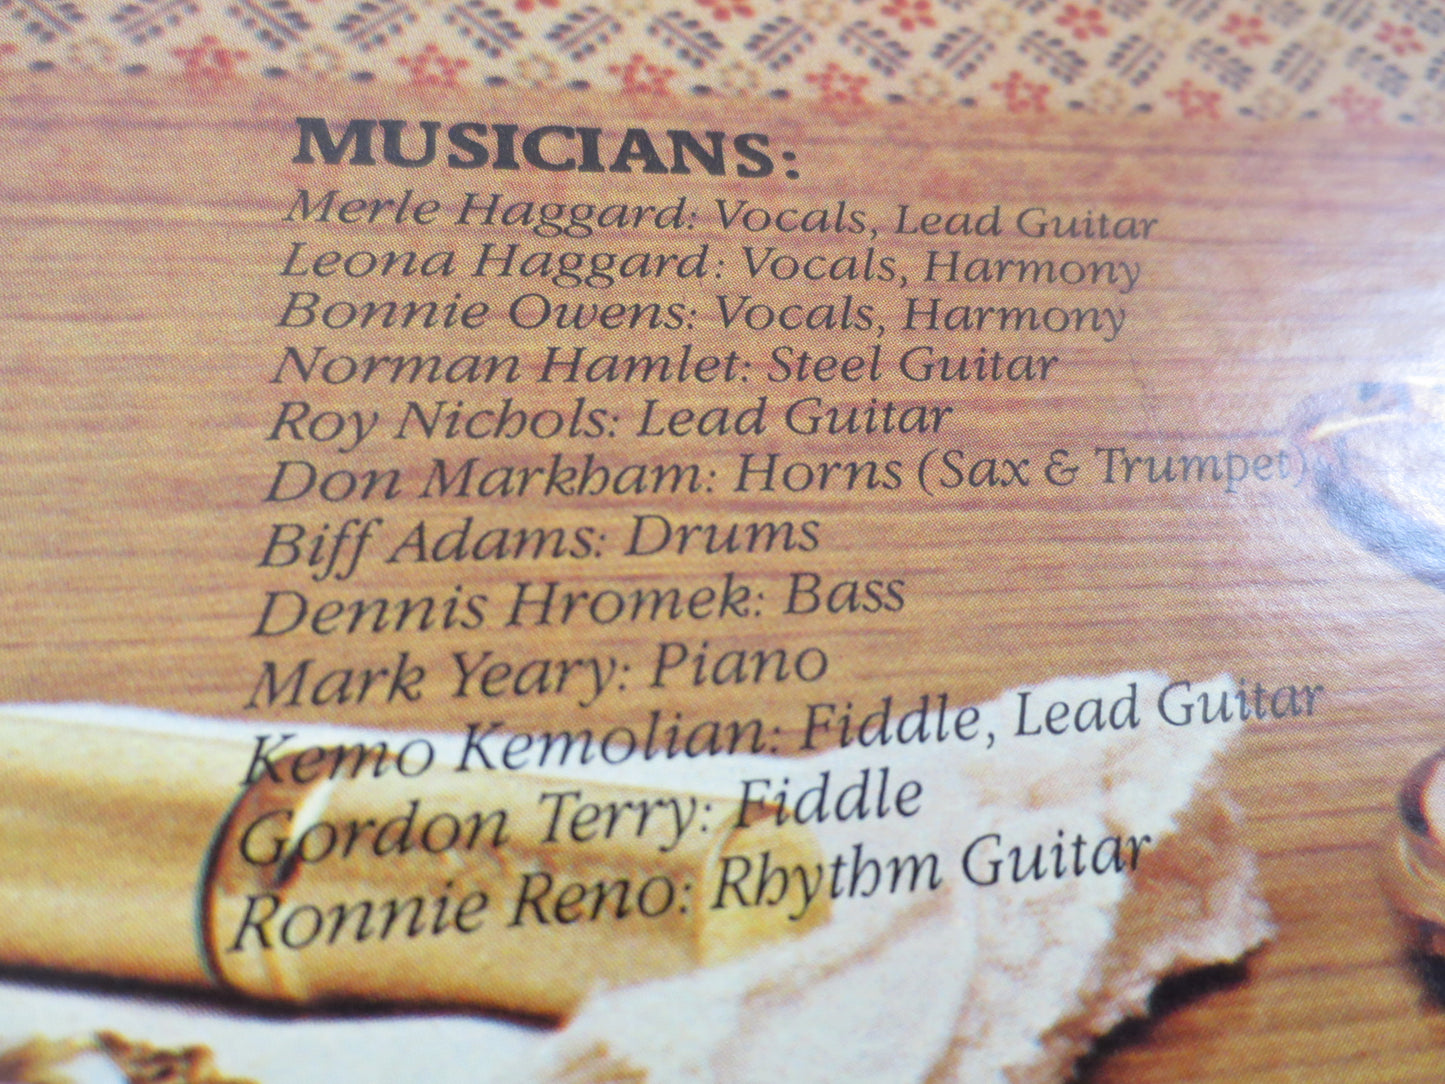 MUSICIANS:
Merle Haggard: Vocals, Lead Guitar
Leona Haggard: Vocals, Harmony
Bonnie Owens: Vocals, Harmony
Norman Hamlet: Steel Guitar
Roy Nichols: Lead Guitar
Don Markham: Horns (Sax & Trumpet)
Biff Adams: Drums
Dennis Hromek: Bass
Mark Yeary: Piano
Kemo Kemolian: Fiddle, Lead Guitar
Gordon Terry: Fiddle
Ronnie Reno: Rhythm Guitar